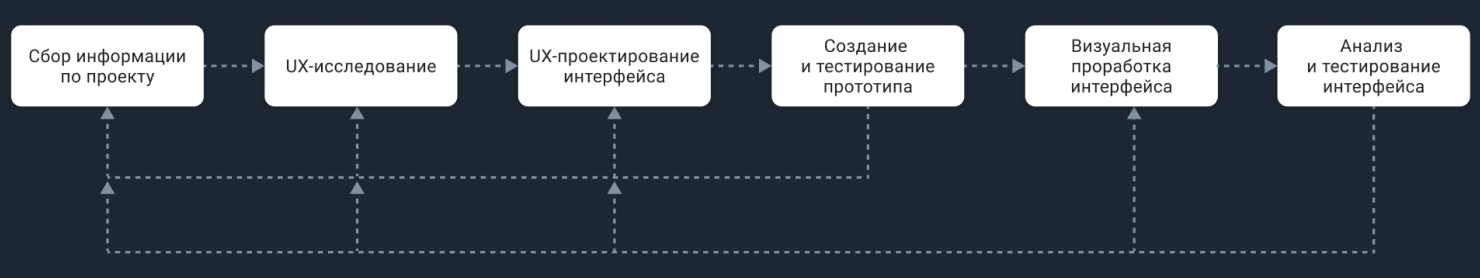 Сбор информации
по проекту
UX-исследование
UX-проектирование
интерфейса
Создание
и тестирование
прототипа
Визуальная
проработка
интерфейса
Анализ
и тестирование
интерфейса